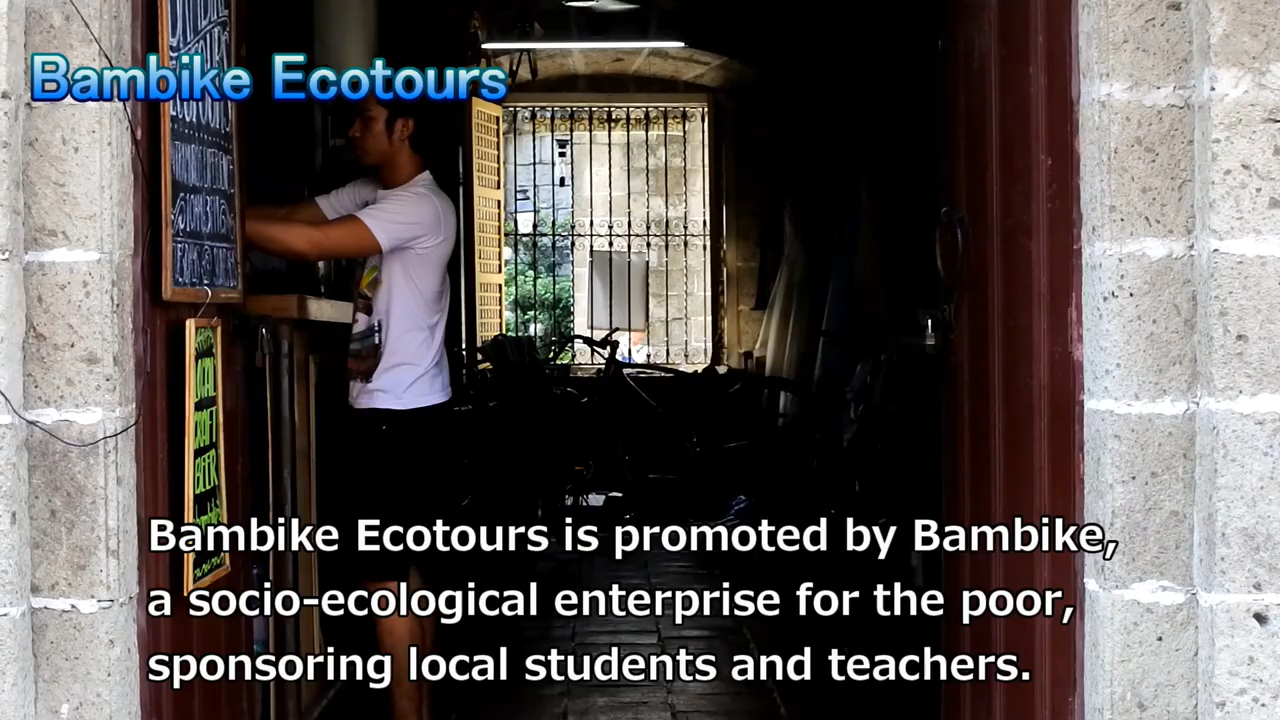 Bambike Ecotours
LOCAL
CRAFT
BEER
Bambike Ecotours is promoted by Bambike,
a socio-ecological enterprise for the poor,
sponsoring local students and teachers.